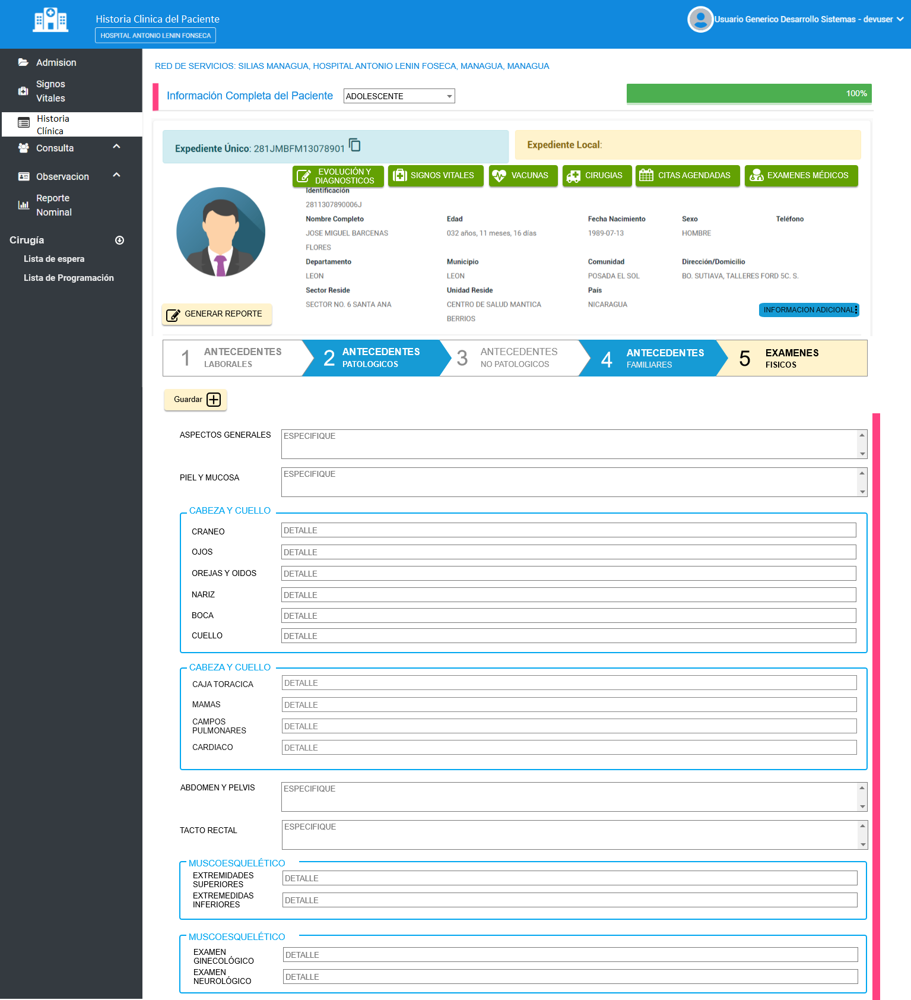 Historia Clinica del Paciente
HOSPITAL ANTONIO LENIN FONSECA
Usuario Generico Desarrollo Sistemas - devuser
Admision
Signos
Vitales
Historia
Clínica
Consulta
Observacion
Reporte
Nominal
Cirugía
Lista de espera
Lista de Programación
RED DE SERVICIOS: SILIAS MANAGUA, HOSPITAL ANTONIO LENIN FOSECA, MANAGUA, MANAGUA
Información Completa del Paciente
ADOLESCENTE
100%
Expediente Único: 281JMBFM13078901
Expediente Local:
EVOLUCIÓN Y
DIAGNOSTICOS
SIGNOS VITALES
VACUNAS
CIRUGIAS
CITAS AGENDADAS
EXAMENES MÉDICOS
Identificación
2811307890006J
Nombre Completo
Edad
Fecha Nacimiento
Sexo
Teléfono
JOSE MIGUEL BARCENAS
FLORES
032 años, 11 meses, 16 días
1989-07-13
HOMBRE
Departamento
Municipio
Comunidad
Dirección/Domicilio
LEON
LEON
POSADA EL SOL
BO. SUTIAVA, TALLERES FORD 5C. S.
Sector Reside
Unidad Reside
País
SECTOR NO. 6 SANTA ANA
CENTRO DE SALUD MANTICA
BERRIOS
NICARAGUA
GENERAR REPORTE
INFORMACION ADICIONAL
1 ANTECEDENTES
LABORALES
2 ANTECEDENTES
PATOLOGICOS
3 ANTECEDENTES
NO PATOLOGICOS
4 ANTECEDENTES
FAMILIARES
5 EXAMENES
FISICOS
Guardar
ASPECTOS GENERALES
ESPECIFIQUE
PIEL Y MUCOSA
ESPECIFIQUE
CABEZA Y CUELLO
CRANEO
DETALLE
OJOS
DETALLE
OREJAS Y OIDOS
DETALLE
NARIZ
DETALLE
BOCA
DETALLE
CUELLO
DETALLE
CABEZA Y CUELLO
CAJA TORACICA
DETALLE
MAMAS
DETALLE
CAMPOS
PULMONARES
DETALLE
CARDIACO
DETALLE
ABDOMEN Y PELVIS
ESPECIFIQUE
TACTO RECTAL
ESPECIFIQUE
MUSCOESQUELÉTICO
EXTREMIDADES
SUPERIORES
DETALLE
EXTREMEDIDAS
INFERIORES
DETALLE
MUSCOESQUELÉTICO
EXAMEN
GINECOLÓGICO
DETALLE
EXAMEN
NEUROLÓGICO
DETALLE